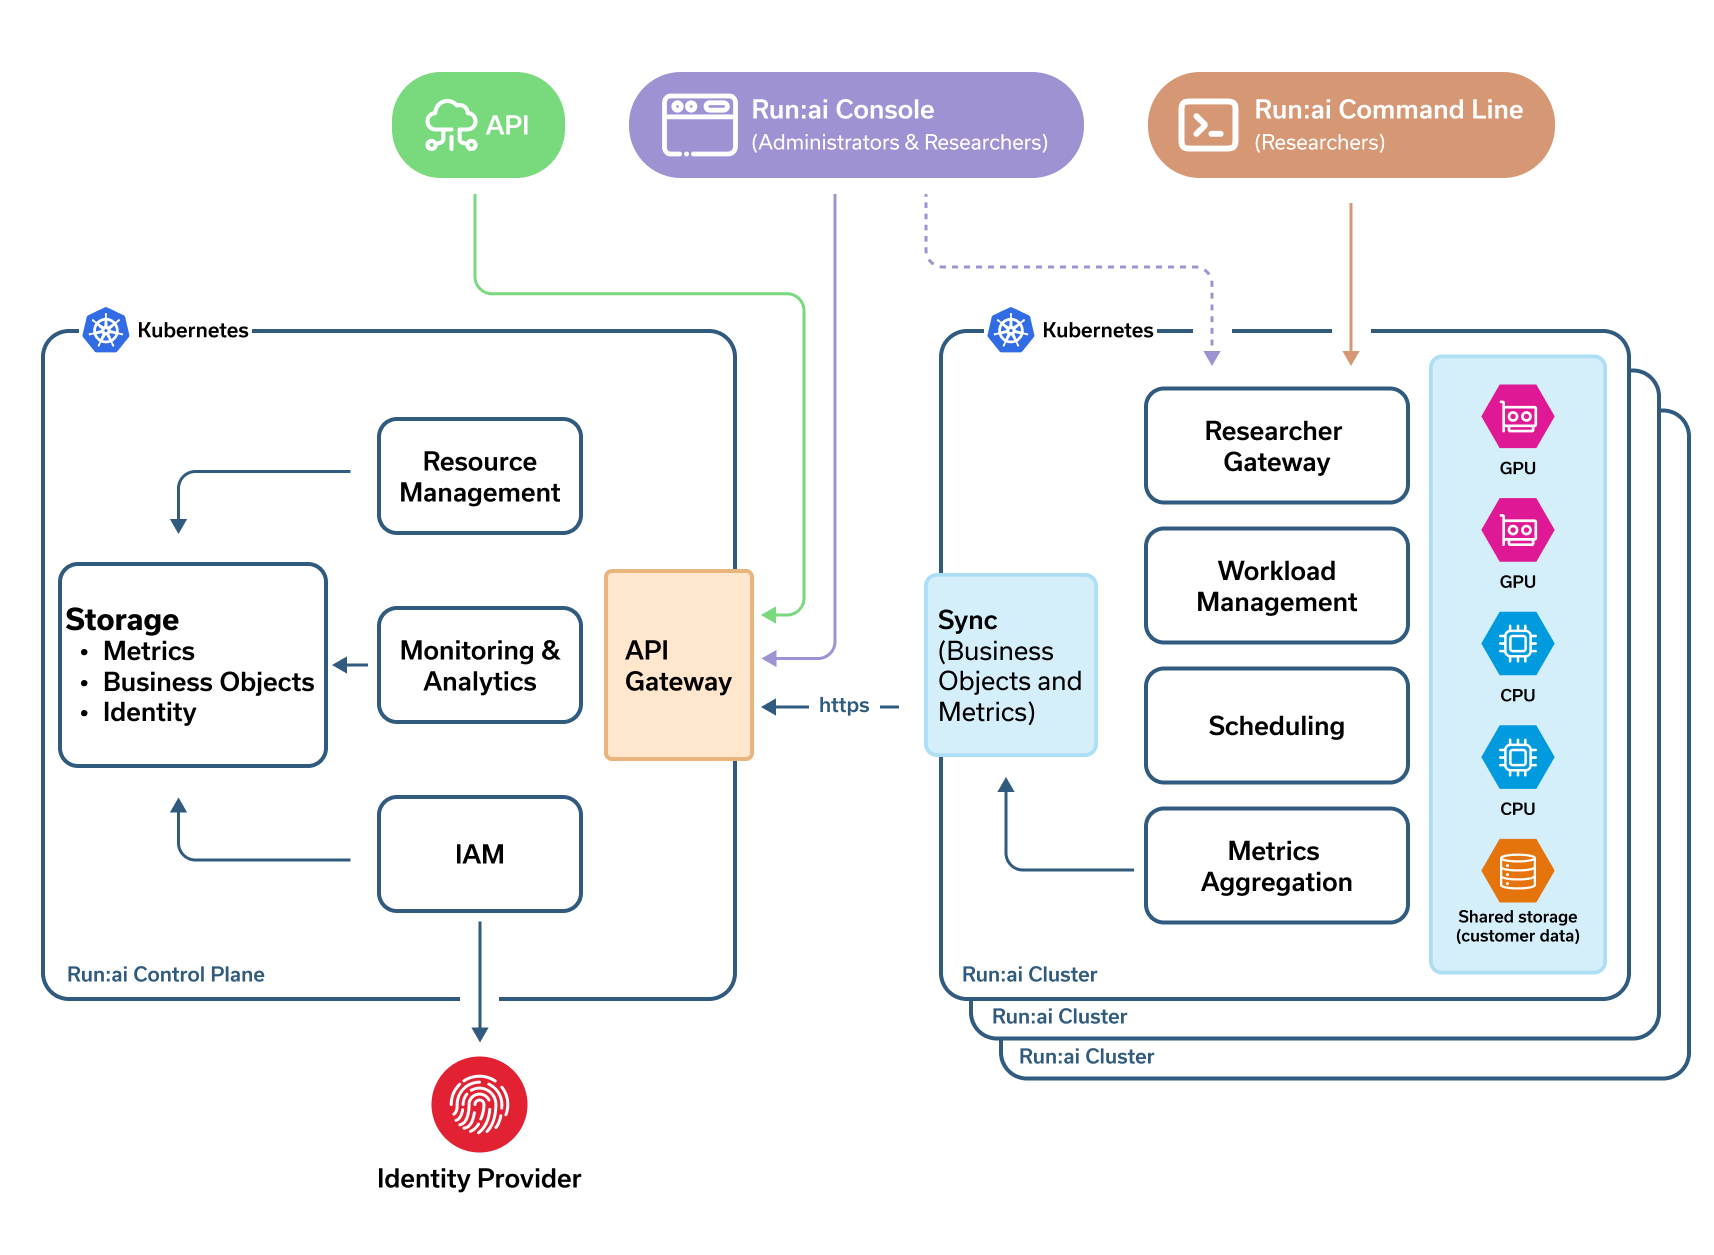 API
Run:ai Console
(Administrators & Researchers)
Run:ai Command Line
(Researchers)
Kubernetes
Resource
Management
Storage
• Metrics
• Business Objects
• Identity
Monitoring &
Analytics
API
Gateway
IAM
Run:ai Control Plane
Identity Provider
https
Kubernetes
Sync
(Business
Objects and
Metrics)
Researcher
Gateway
Workload
Management
Scheduling
Metrics
Aggregation
GPU
GPU
CPU
CPU
Shared storage
(customer data)
Run:ai Cluster
Run:ai Cluster
Run:ai Cluster